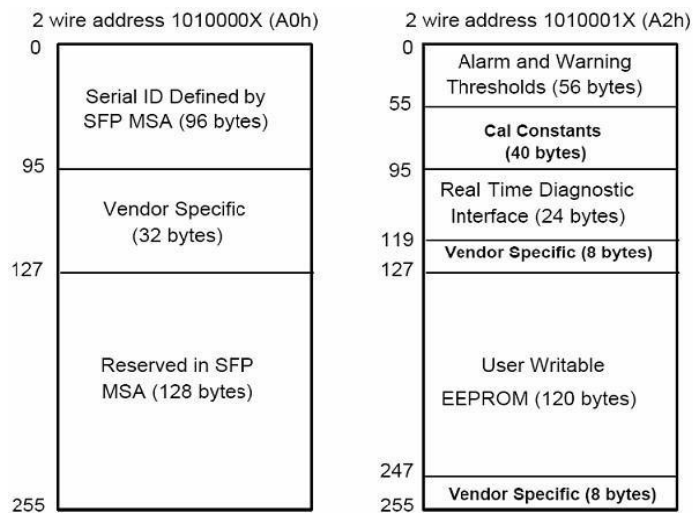 2 wire address 1010000X (A0h)
0
Serial ID Defined by
SFP MSA (96 bytes)
95
Vendor Specific
(32 bytes)
127
Reserved in SFP
MSA (128 bytes)
255
2 wire address 1010001X (A2h)
0
Alarm and Warning
Thresholds (56 bytes)
55
Cal Constants
(40 bytes)
95
Real Time Diagnostic
Interface (24 bytes)
119
Vendor Specific (8 bytes)
127
User Writable
EEPROM (120 bytes)
247
Vendor Specific (8 bytes)
255